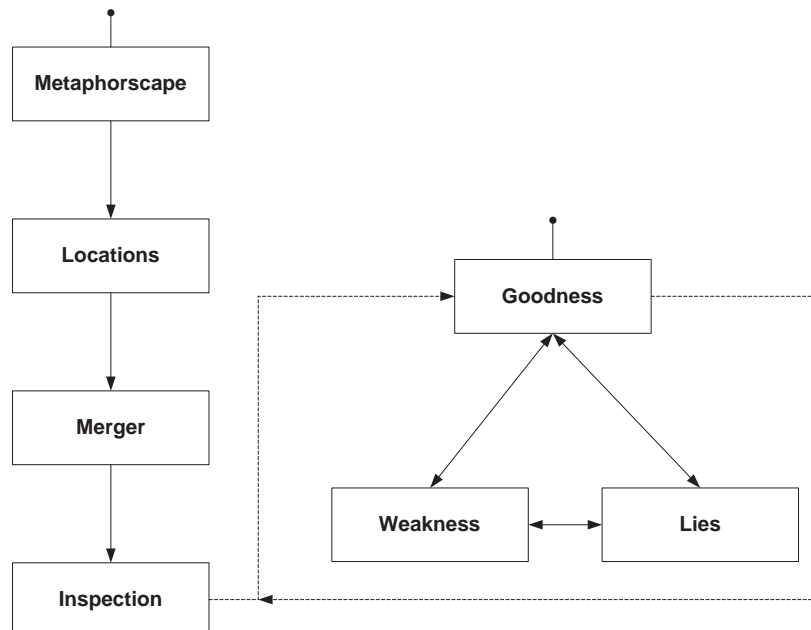 Metaphorscape
Locations
Goodness
Merger
Weakness
Lies
Inspection